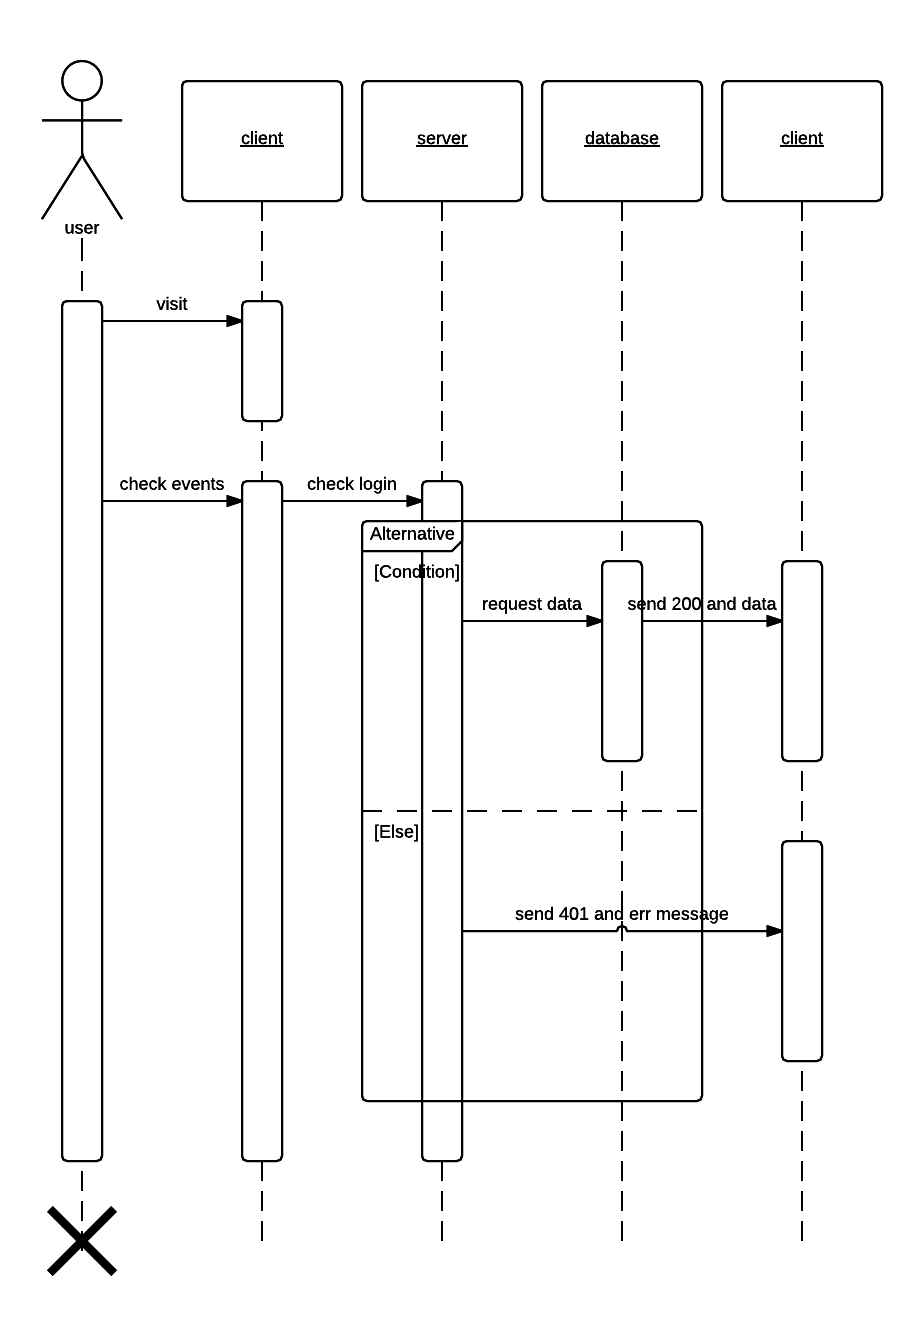 client
server
database
client
user
visit
check events
check login
Alternative
[Condition]
request data
send 200 and data
[Else]
send 401 and err message